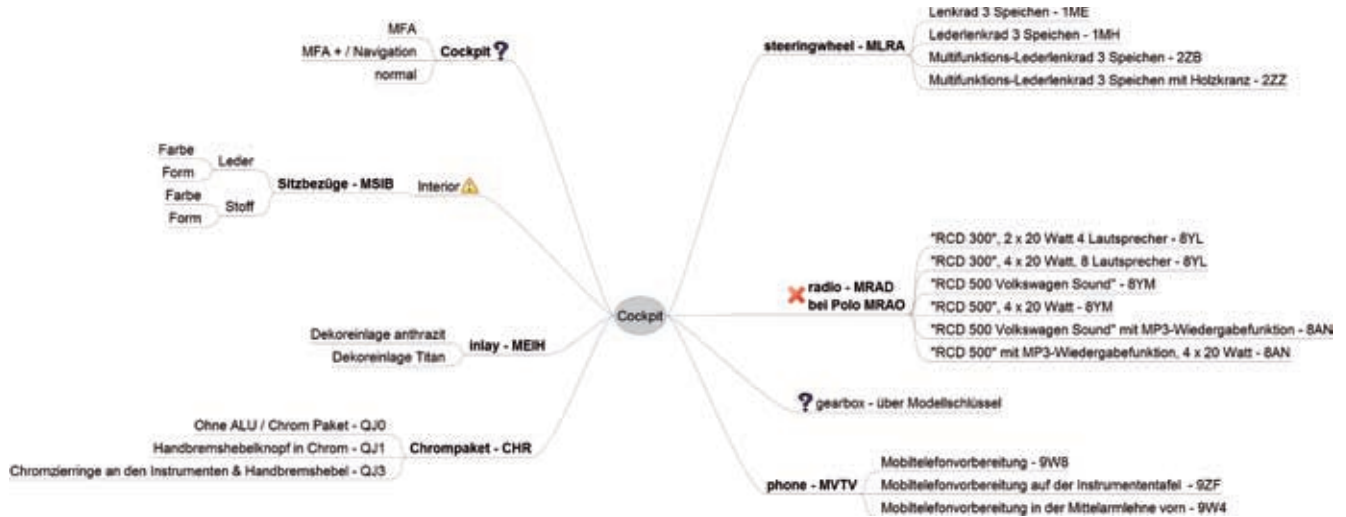 MFA
MFA + / Navigation
normal
Cockpit ?
Farbe
Form
Leder
Farbe
Form
Stoff
Sitzbezüge - MSIB
Interior
Dekoreinlage anthrazit
Dekoreinlage Titan
inlay - MEIH
Ohne ALU / Chrom Paket - QJ0
Handbremshebelknopf in Chrom - QJ1
Chromzierringe an den Instrumenten & Handbremshebel - QJ3
Chrompaket - CHR
Cockpit
steeringwheel - MLRA
Lenkrad 3 Speichen - 1ME
Lederlenkrad 3 Speichen - 1MH
Multifunktions-Lederlenkrad 3 Speichen - 2ZB
Multifunktions-Lederlenkrad 3 Speichen mit Holzkranz - 2ZZ
radio - MRAD
bei Polo MRAO
"RCD 300", 2 x 20 Watt 4 Lautsprecher - 8YL
"RCD 300", 4 x 20 Watt, 8 Lautsprecher - 8YL
"RCD 500 Volkswagen Sound" - 8YM
"RCD 500", 4 x 20 Watt - 8YM
"RCD 500 Volkswagen Sound" mit MP3-Wiedergabefunktion - 8AN
"RCD 500" mit MP3-Wiedergabefunktion, 4 x 20 Watt - 8AN
? gearbox - über Modellschlüssel
phone - MVTV
Mobiltelefonvorbereitung - 9W8
Mobiltelefonvorbereitung auf der Instrumententafel - 9ZF
Mobiltelefonvorbereitung in der Mittelarmlehne vorn - 9W4